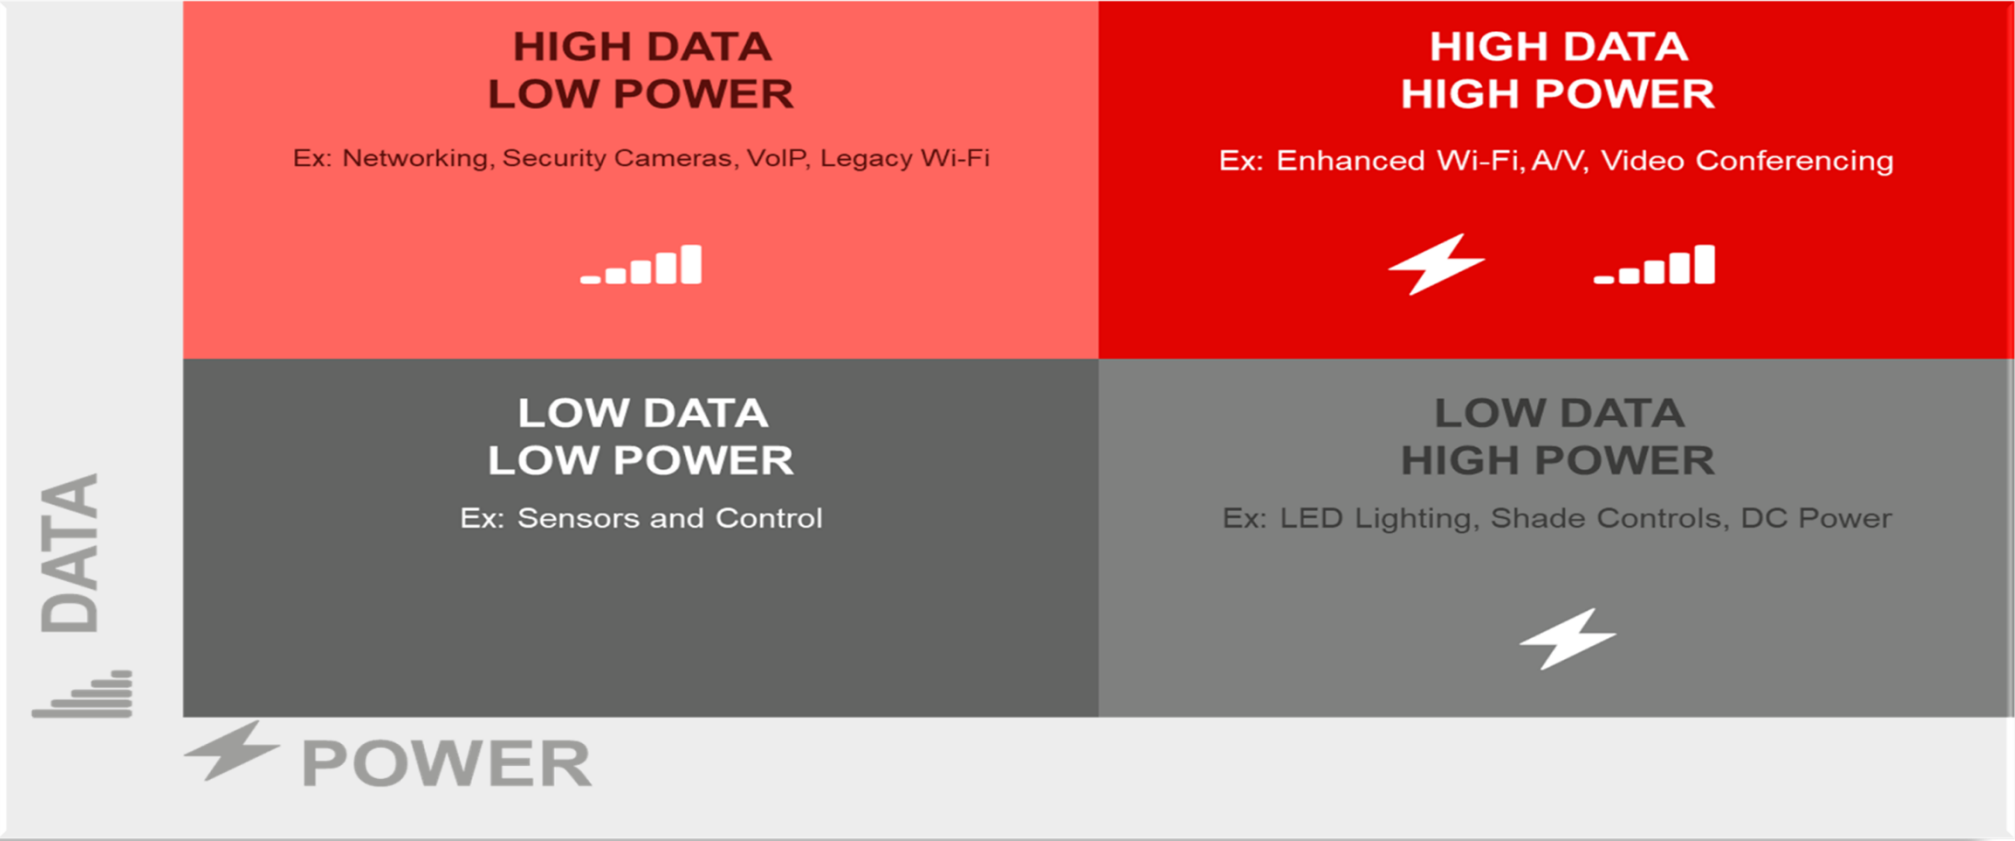 HIGH DATA
LOW POWER
Ex: Networking, Security Cameras, VoIP, Legacy Wi-Fi
HIGH DATA
HIGH POWER
Ex: Enhanced Wi-Fi, A/V, Video Conferencing
LOW DATA
LOW POWER
Ex: Sensors and Control
LOW DATA
HIGH POWER
Ex: LED Lighting, Shade Controls, DC Power
DATA
POWER